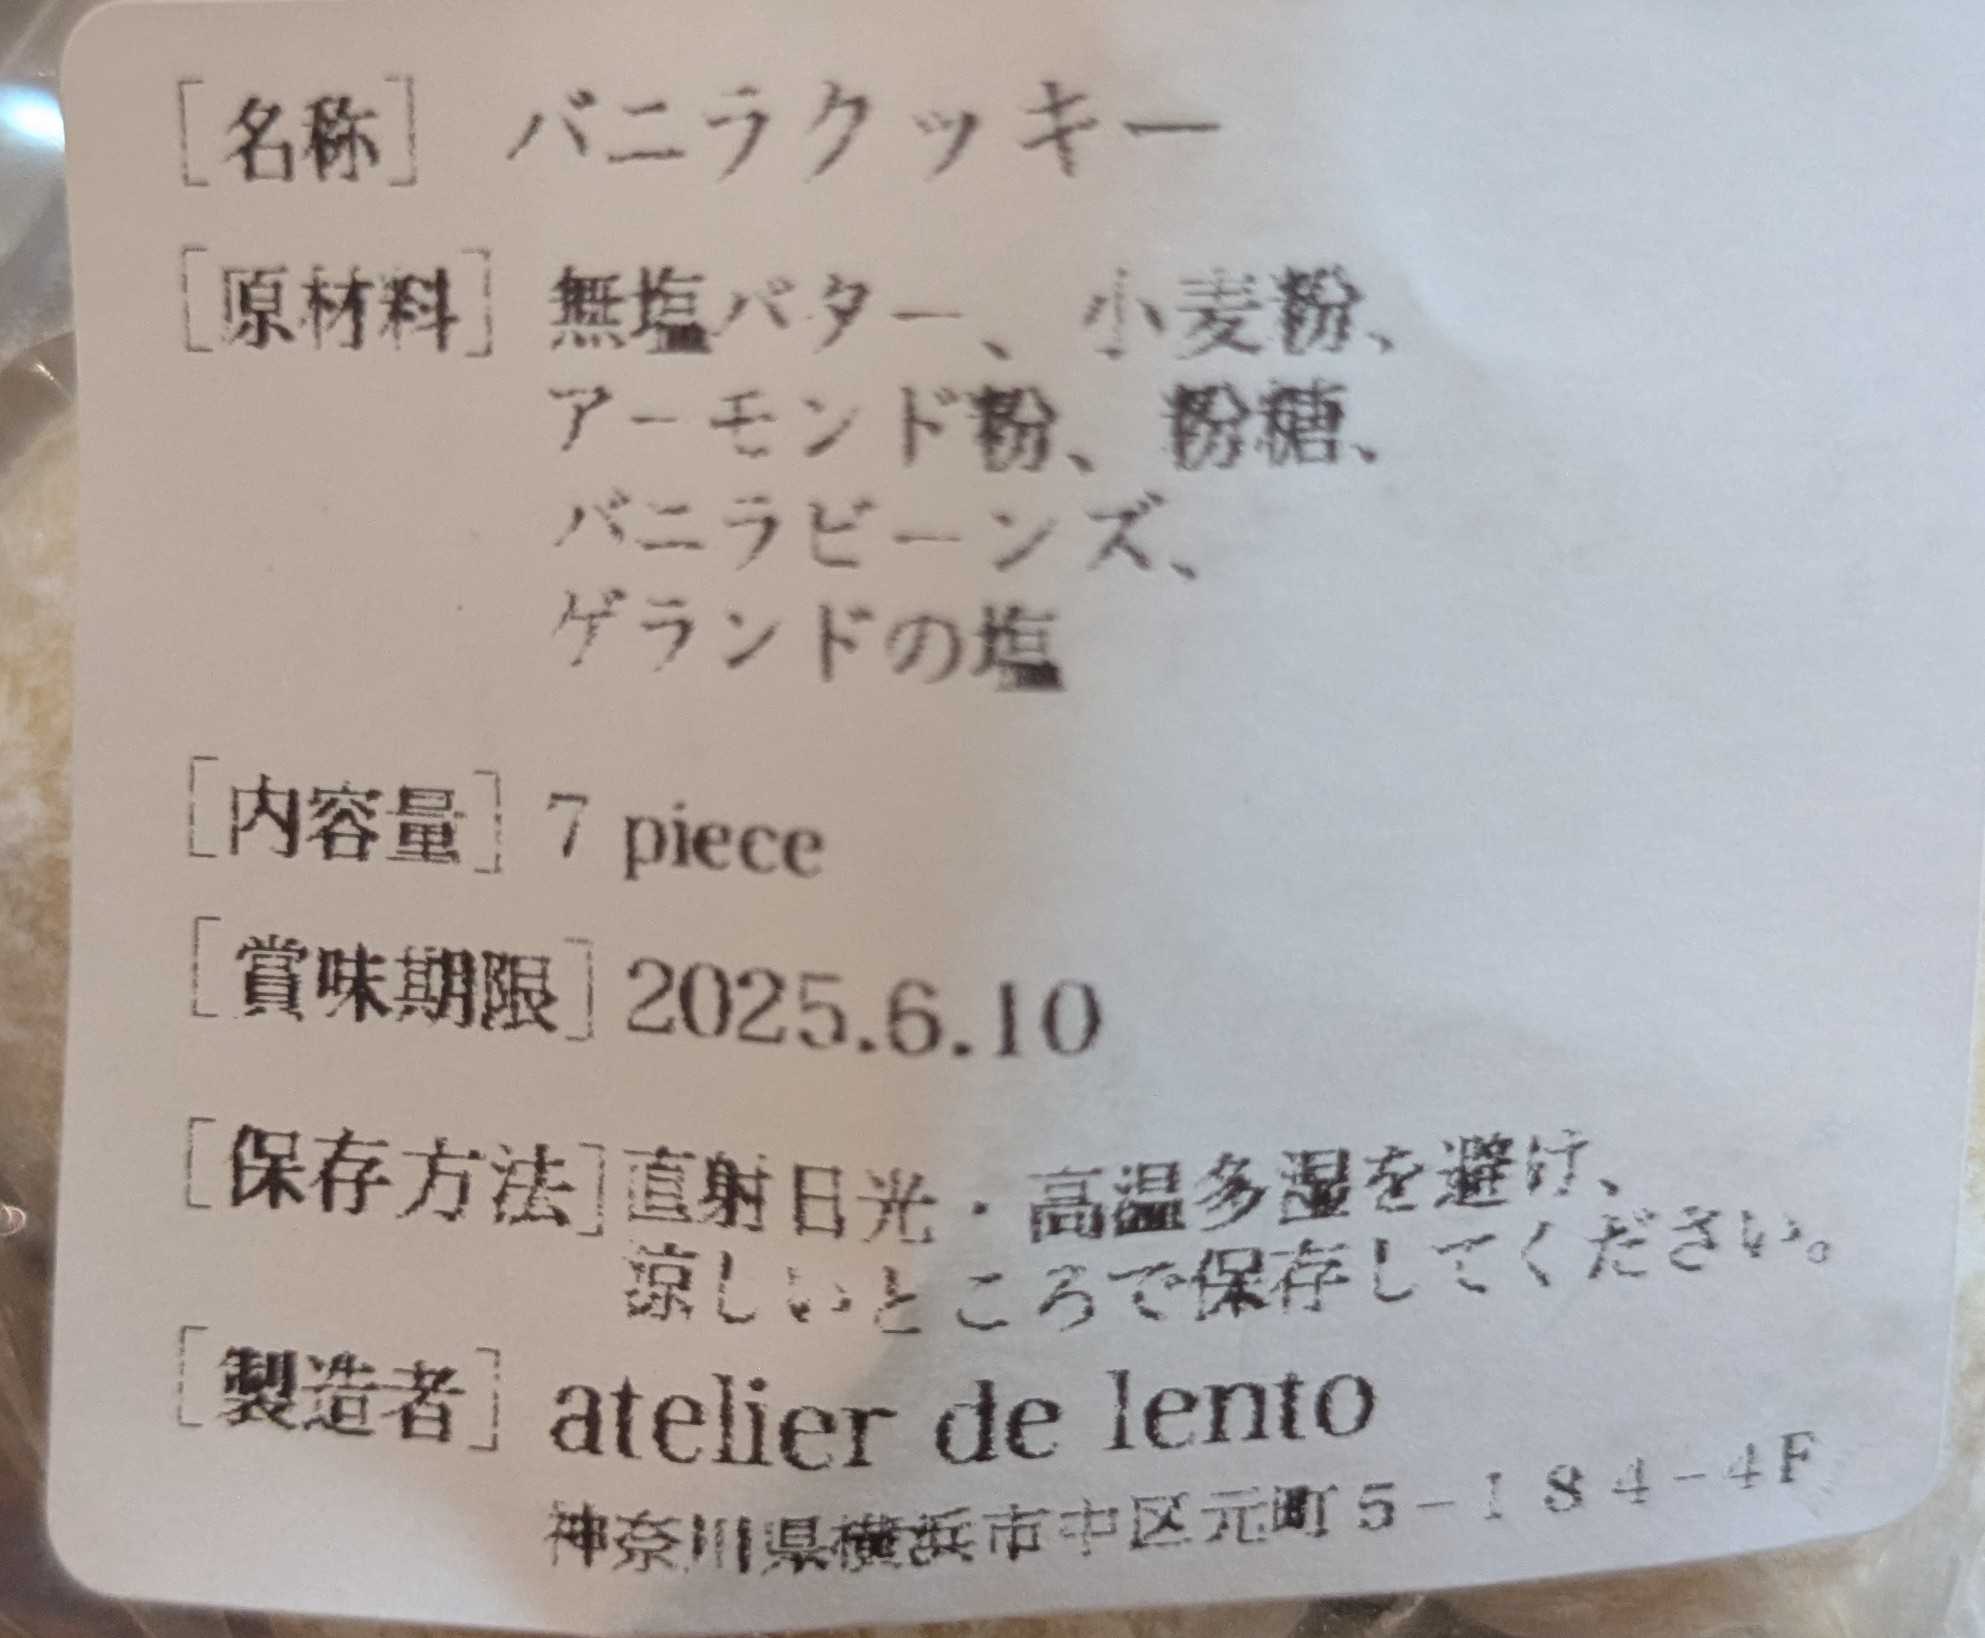 [名称] バニラクッキー
[原材料] 無塩バター、小麦粉、
アーモンド粉、粉糖、
バニラビーンズ、
ゲランドの塩
[内容量] 7 piece
[賞味期限] 2025.6.10
[保存方法] 直射日光・高温多湿を避け、
涼しいところで保存してください。
[製造者] atelier de lento
神奈川県横浜市中区元町5-184-4F